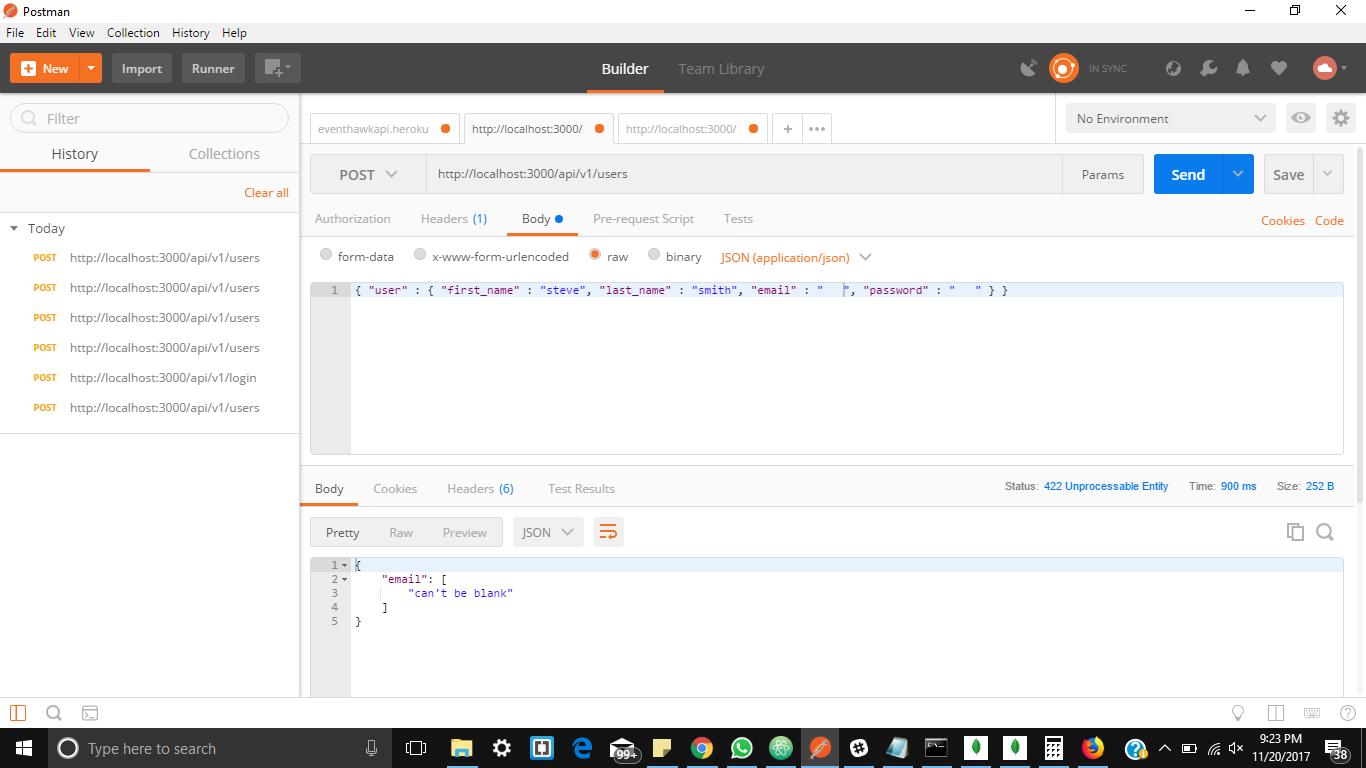 Postman
File Edit View Collection History Help
New Import Runner Builder Team Library IN SYNC
Filter
History Collections
Clear all
Today
POST http://localhost:3000/api/v1/users
POST http://localhost:3000/api/v1/users
POST http://localhost:3000/api/v1/users
POST http://localhost:3000/api/v1/users
POST http://localhost:3000/api/v1/login
POST http://localhost:3000/api/v1/users
eventhawkapi.heroku http://localhost:3000/ http://localhost:3000/ + ••• No Environment
POST http://localhost:3000/api/v1/users Params Send Save
Authorization Headers (1) Body Pre-request Script Tests Cookies Code
form-data x-www-form-urlencoded raw binary JSON (application/json)
1 { "user" : { "first_name" : "steve", "last_name" : "smith", "email" : "   ", "password" : "   " } }
Body Cookies Headers (6) Test Results Status: 422 Unprocessable Entity Time: 900 ms Size: 252 B
Pretty Raw Preview JSON
1 {
2     "email": [
3         "can't be blank"
4     ]
5 }
Type here to search 99+ 9:23 PM
11/20/2017 38